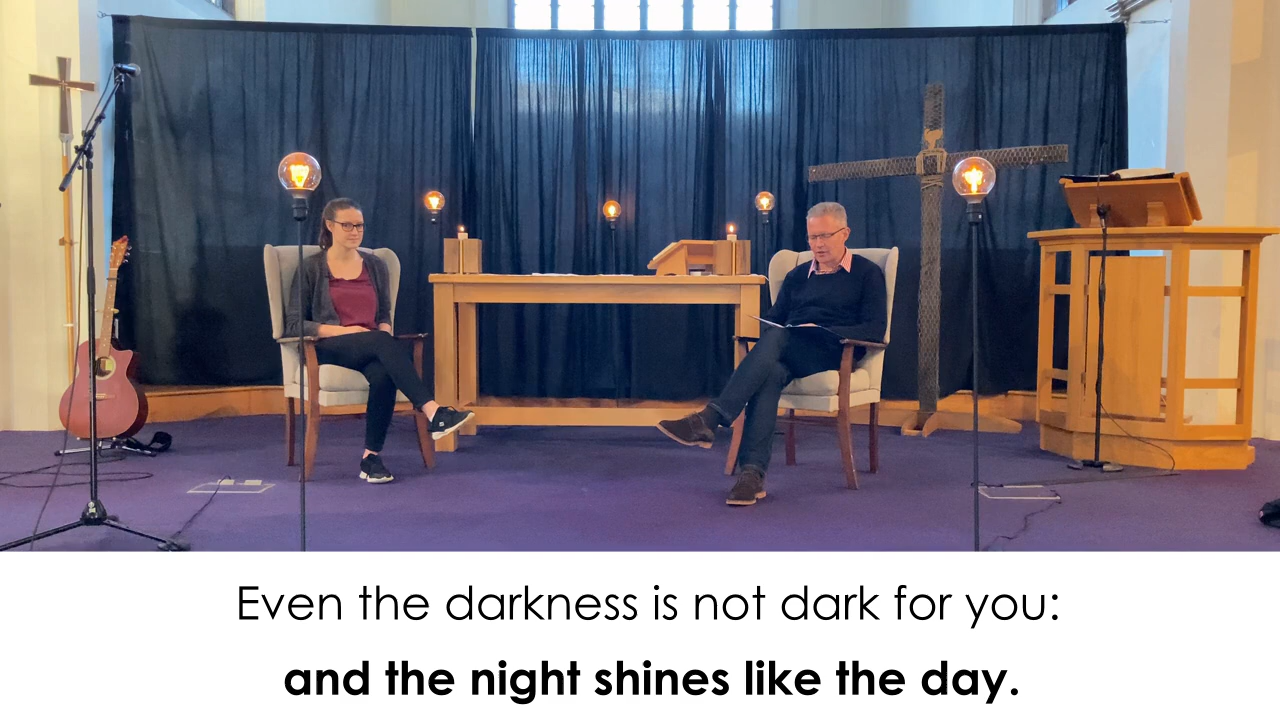 Even the darkness is not dark for you:
and the night shines like the day.